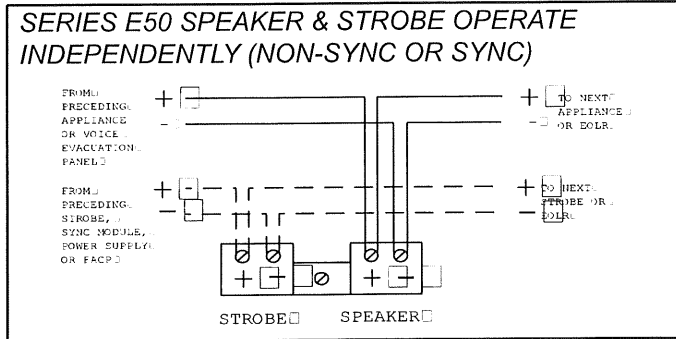 SERIES E50 SPEAKER & STROBE OPERATE
INDEPENDENTLY (NON-SYNC OR SYNC)
FROM
PRECEDING
APPLIANCE
OR VOICE
EVACUATION
PANEL
+
-
+
-
TO NEXT
APPLIANCE
OR EOLR
FROM
PRECEDING
STROBE,
SYNC MODULE,
POWER SUPPLY
OR FACP
+
-
+
-
TO NEXT
STROBE OR
EOLR
+ -
+ -
STROBE
SPEAKER